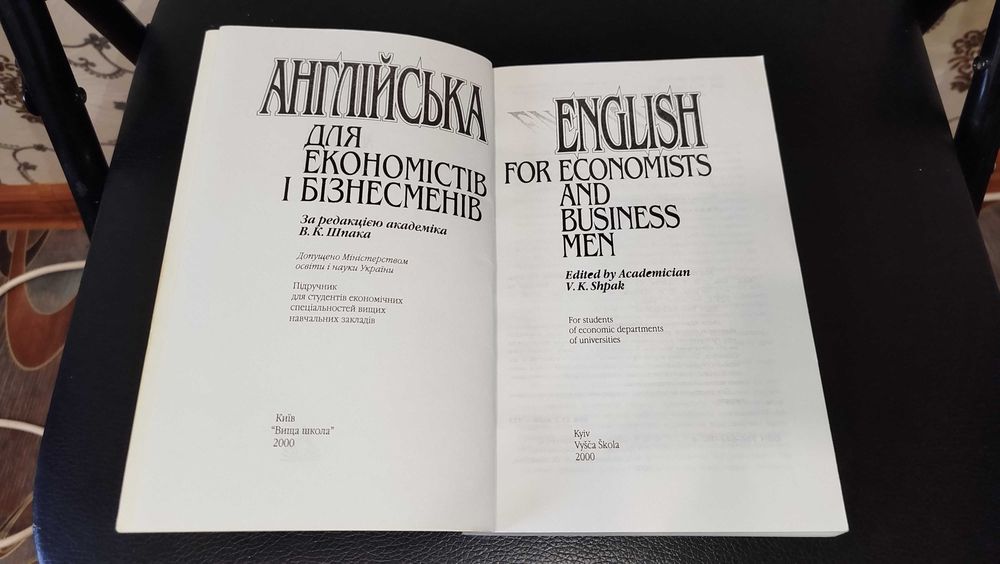 АНГЛІЙСЬКА
ДЛЯ
ЕКОНОМІСТІВ
І БІЗНЕСМЕНІВ
За редакцією академіка
В. К. Шпака
Допущено Міністерством
освіти і науки України
Підручник
для студентів економічних
спеціальностей вищих
навчальних закладів
Київ
"Вища школа"
2000
ENGLISH
FOR ECONOMISTS
AND
BUSINESS
MEN
Edited by Academician
V. K. Shpak
For students
of economic departments
of universities
Kyiv
Vyšča Škola
2000